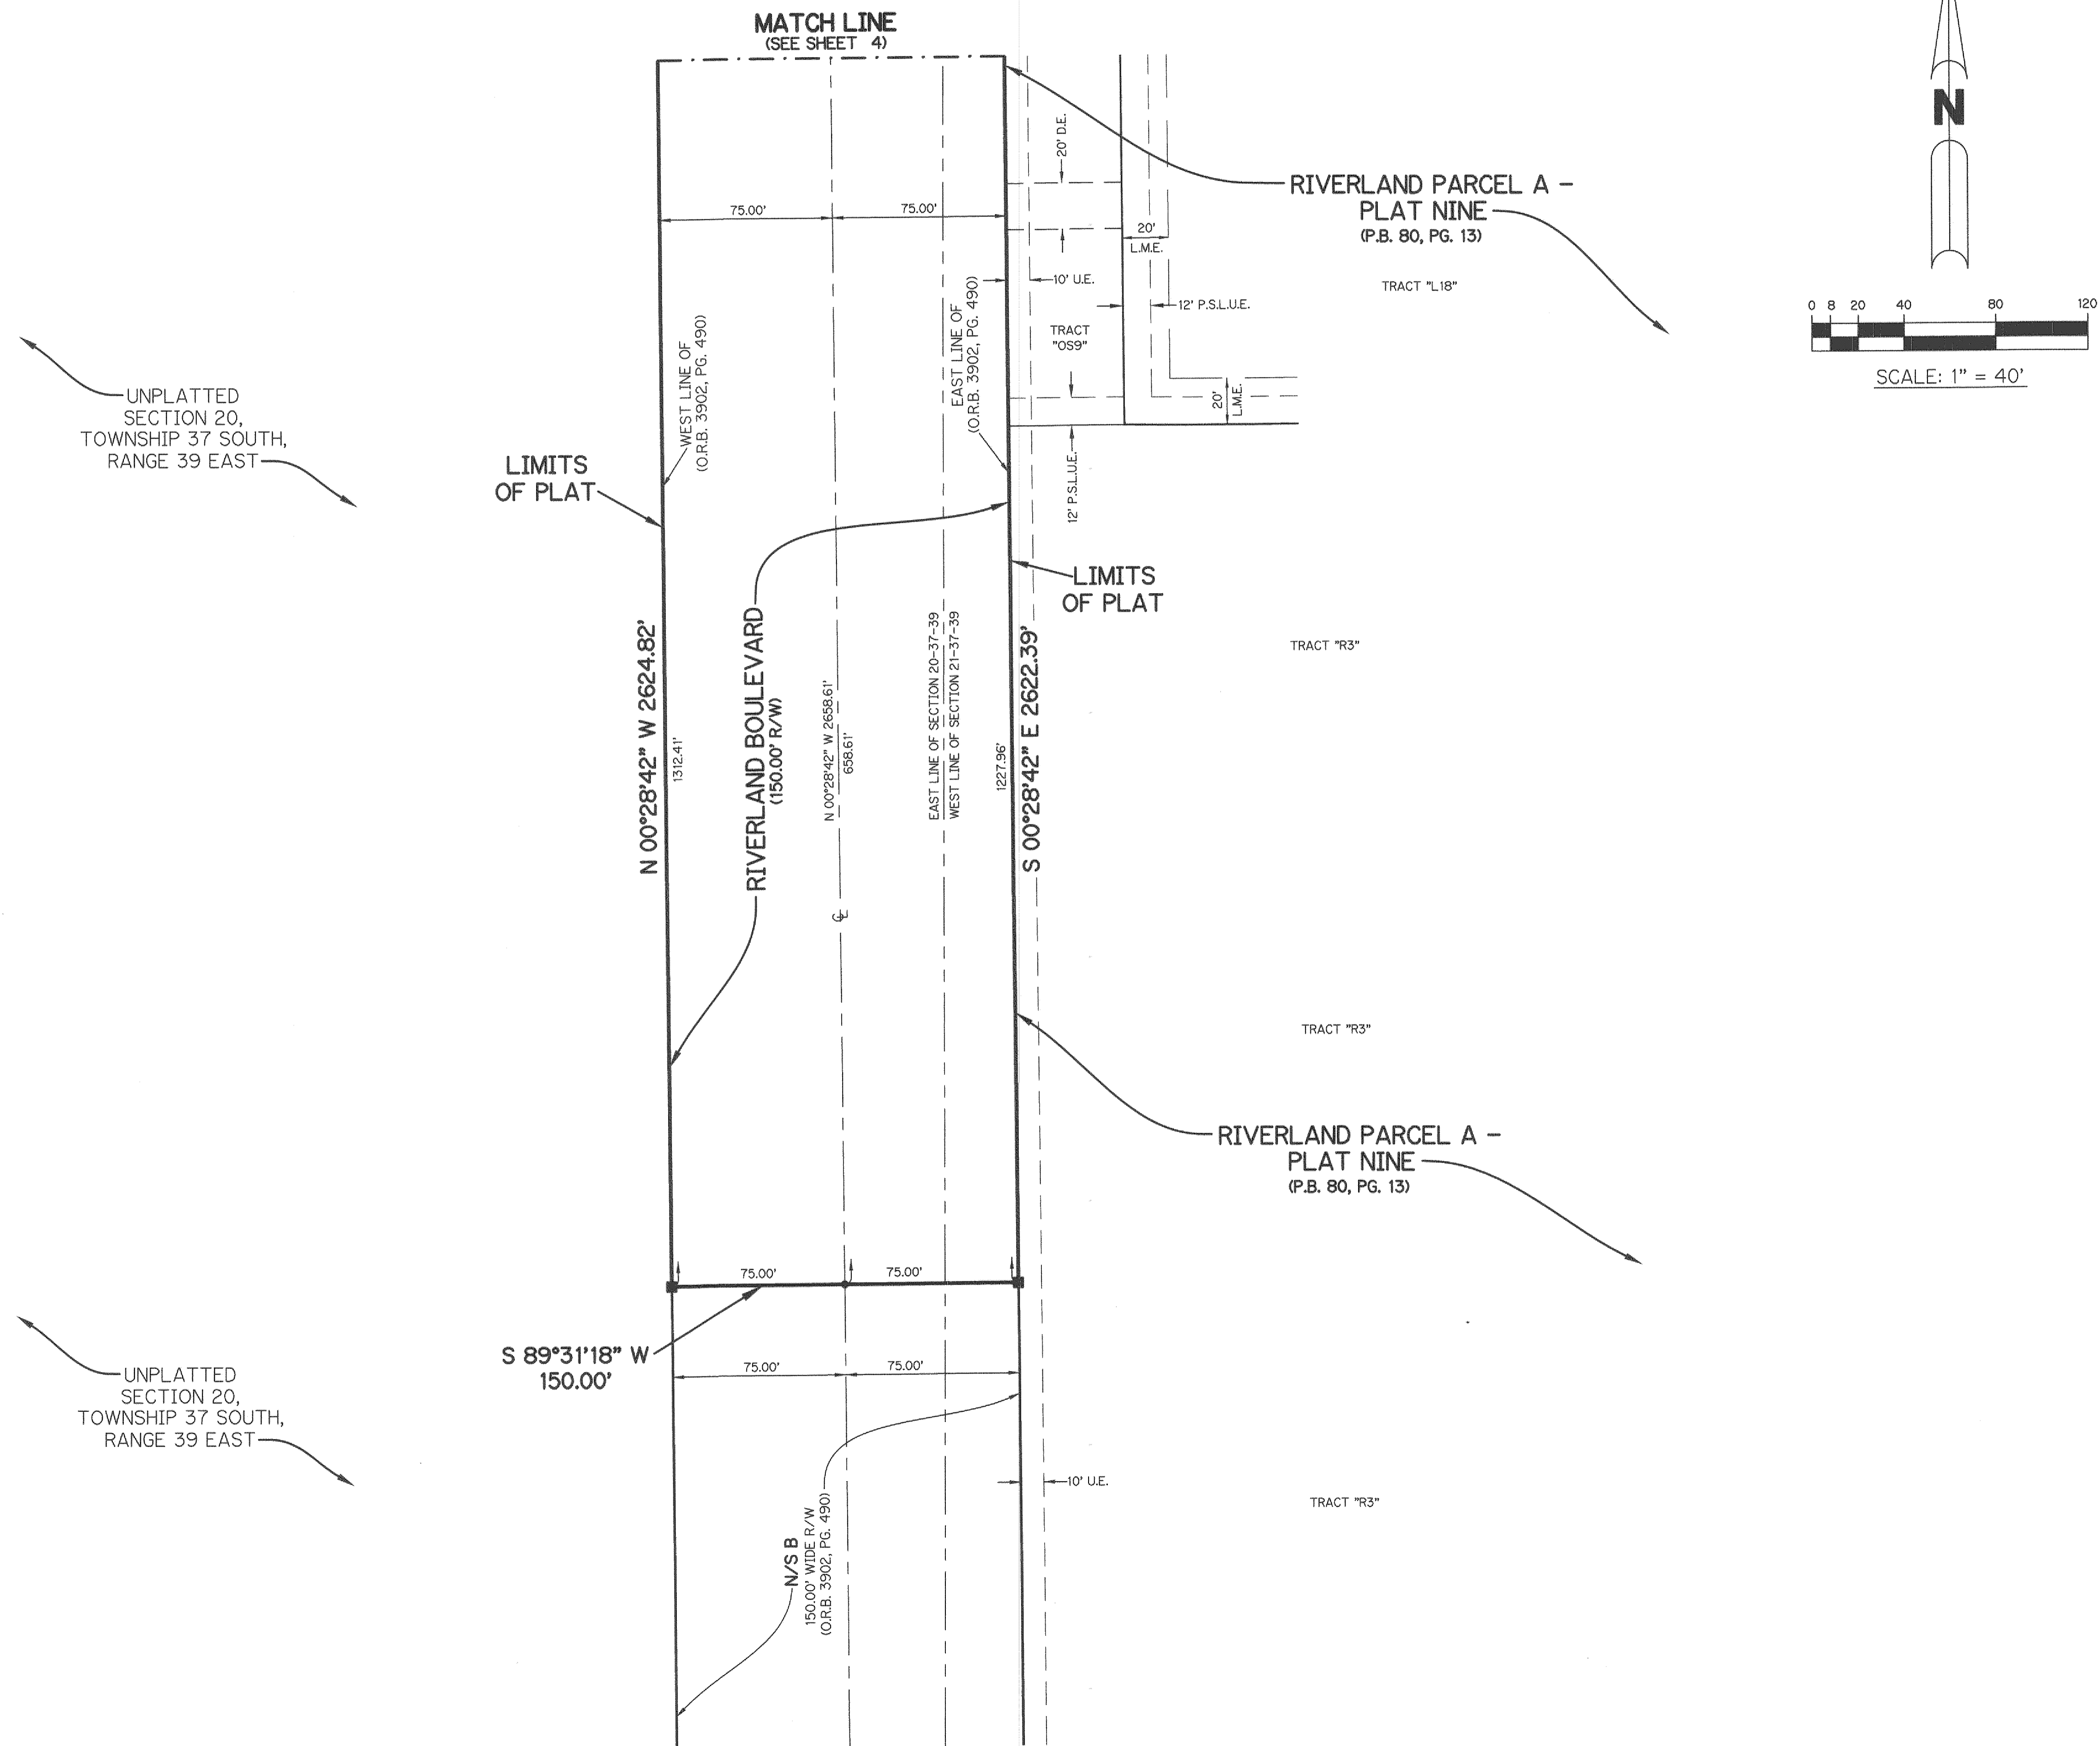 MATCH LINE
(SEE SHEET 4)
N
20' D.E.
RIVERLAND PARCEL A -
PLAT NINE
(P.B. 80, PG. 13)
75.00'
75.00'
20'
L.M.E.
10' U.E.
TRACT "L18"
12' P.S.L.U.E.
0 8 20 40 80 120
SCALE: 1" = 40'
TRACT
"OS9"
WEST LINE OF
(O.R.B. 3902, PG. 490)
EAST LINE OF
(O.R.B. 3902, PG. 490)
20'
L.M.E.
UNPLATTED
SECTION 20,
TOWNSHIP 37 SOUTH,
RANGE 39 EAST
LIMITS
OF PLAT
12' P.S.L.U.E.
LIMITS
OF PLAT
N 00°28'42" W 2624.82'
1312.41'
RIVERLAND BOULEVARD
(150.00' R/W)
N 00°28'42" W 2658.61'
658.61'
EAST LINE OF SECTION 20-37-39
WEST LINE OF SECTION 21-37-39
1227.96'
S 00°28'42" E 2622.39'
TRACT "R3"
CL
TRACT "R3"
RIVERLAND PARCEL A -
PLAT NINE
(P.B. 80, PG. 13)
75.00'
75.00'
S 89°31'18" W
150.00'
75.00'
75.00'
UNPLATTED
SECTION 20,
TOWNSHIP 37 SOUTH,
RANGE 39 EAST
10' U.E.
TRACT "R3"
N/S B
150.00' WIDE R/W
(O.R.B. 3902, PG. 490)